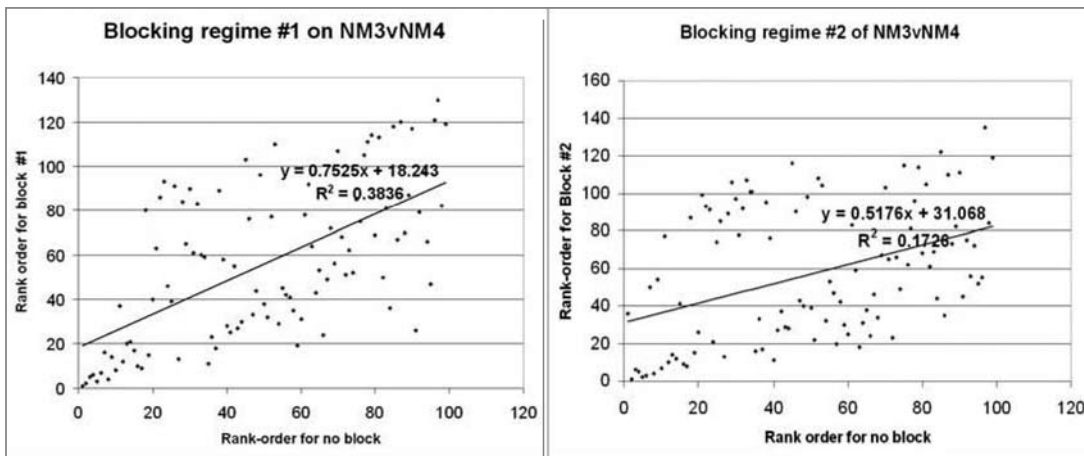 Blocking regime #1 on NM3vNM4
140
120
100
80
60
40
20
0
Rank order for block #1
y = 0.7525x + 18.243
R² = 0.3836
0 20 40 60 80 100 120
Rank-order for no block
Blocking regime #2 of NM3vNM4
160
140
120
100
80
60
40
20
0
Rank-order for Block #2
y = 0.5176x + 31.068
R² = 0.1726
0 20 40 60 80 100 120
Rank order for no block